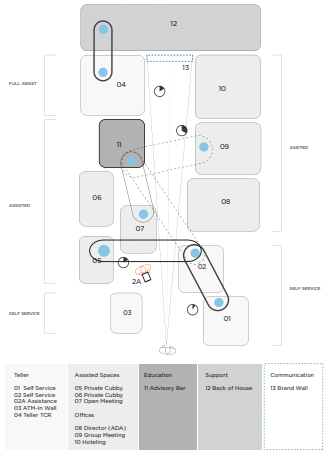 12
13
FULL ASSIST
04
10
11
09
ASSITED
06
ASSISTED
08
07
05
02
2A
SELF SERVICE
03
SELF SERVICE
01
Teller
01 Self Service
02 Self Service
02A Assistance
03 ATM-In Wall
04 Teller TCR
Assisted Spaces
05 Private Cubby
06 Private Cubby
07 Open Meeting
Offices
08 Director (ADA)
09 Group Meeting
10 Hoteling
Education
11 Advisory Bar
Support
12 Back of House
Communication
13 Brand Wall